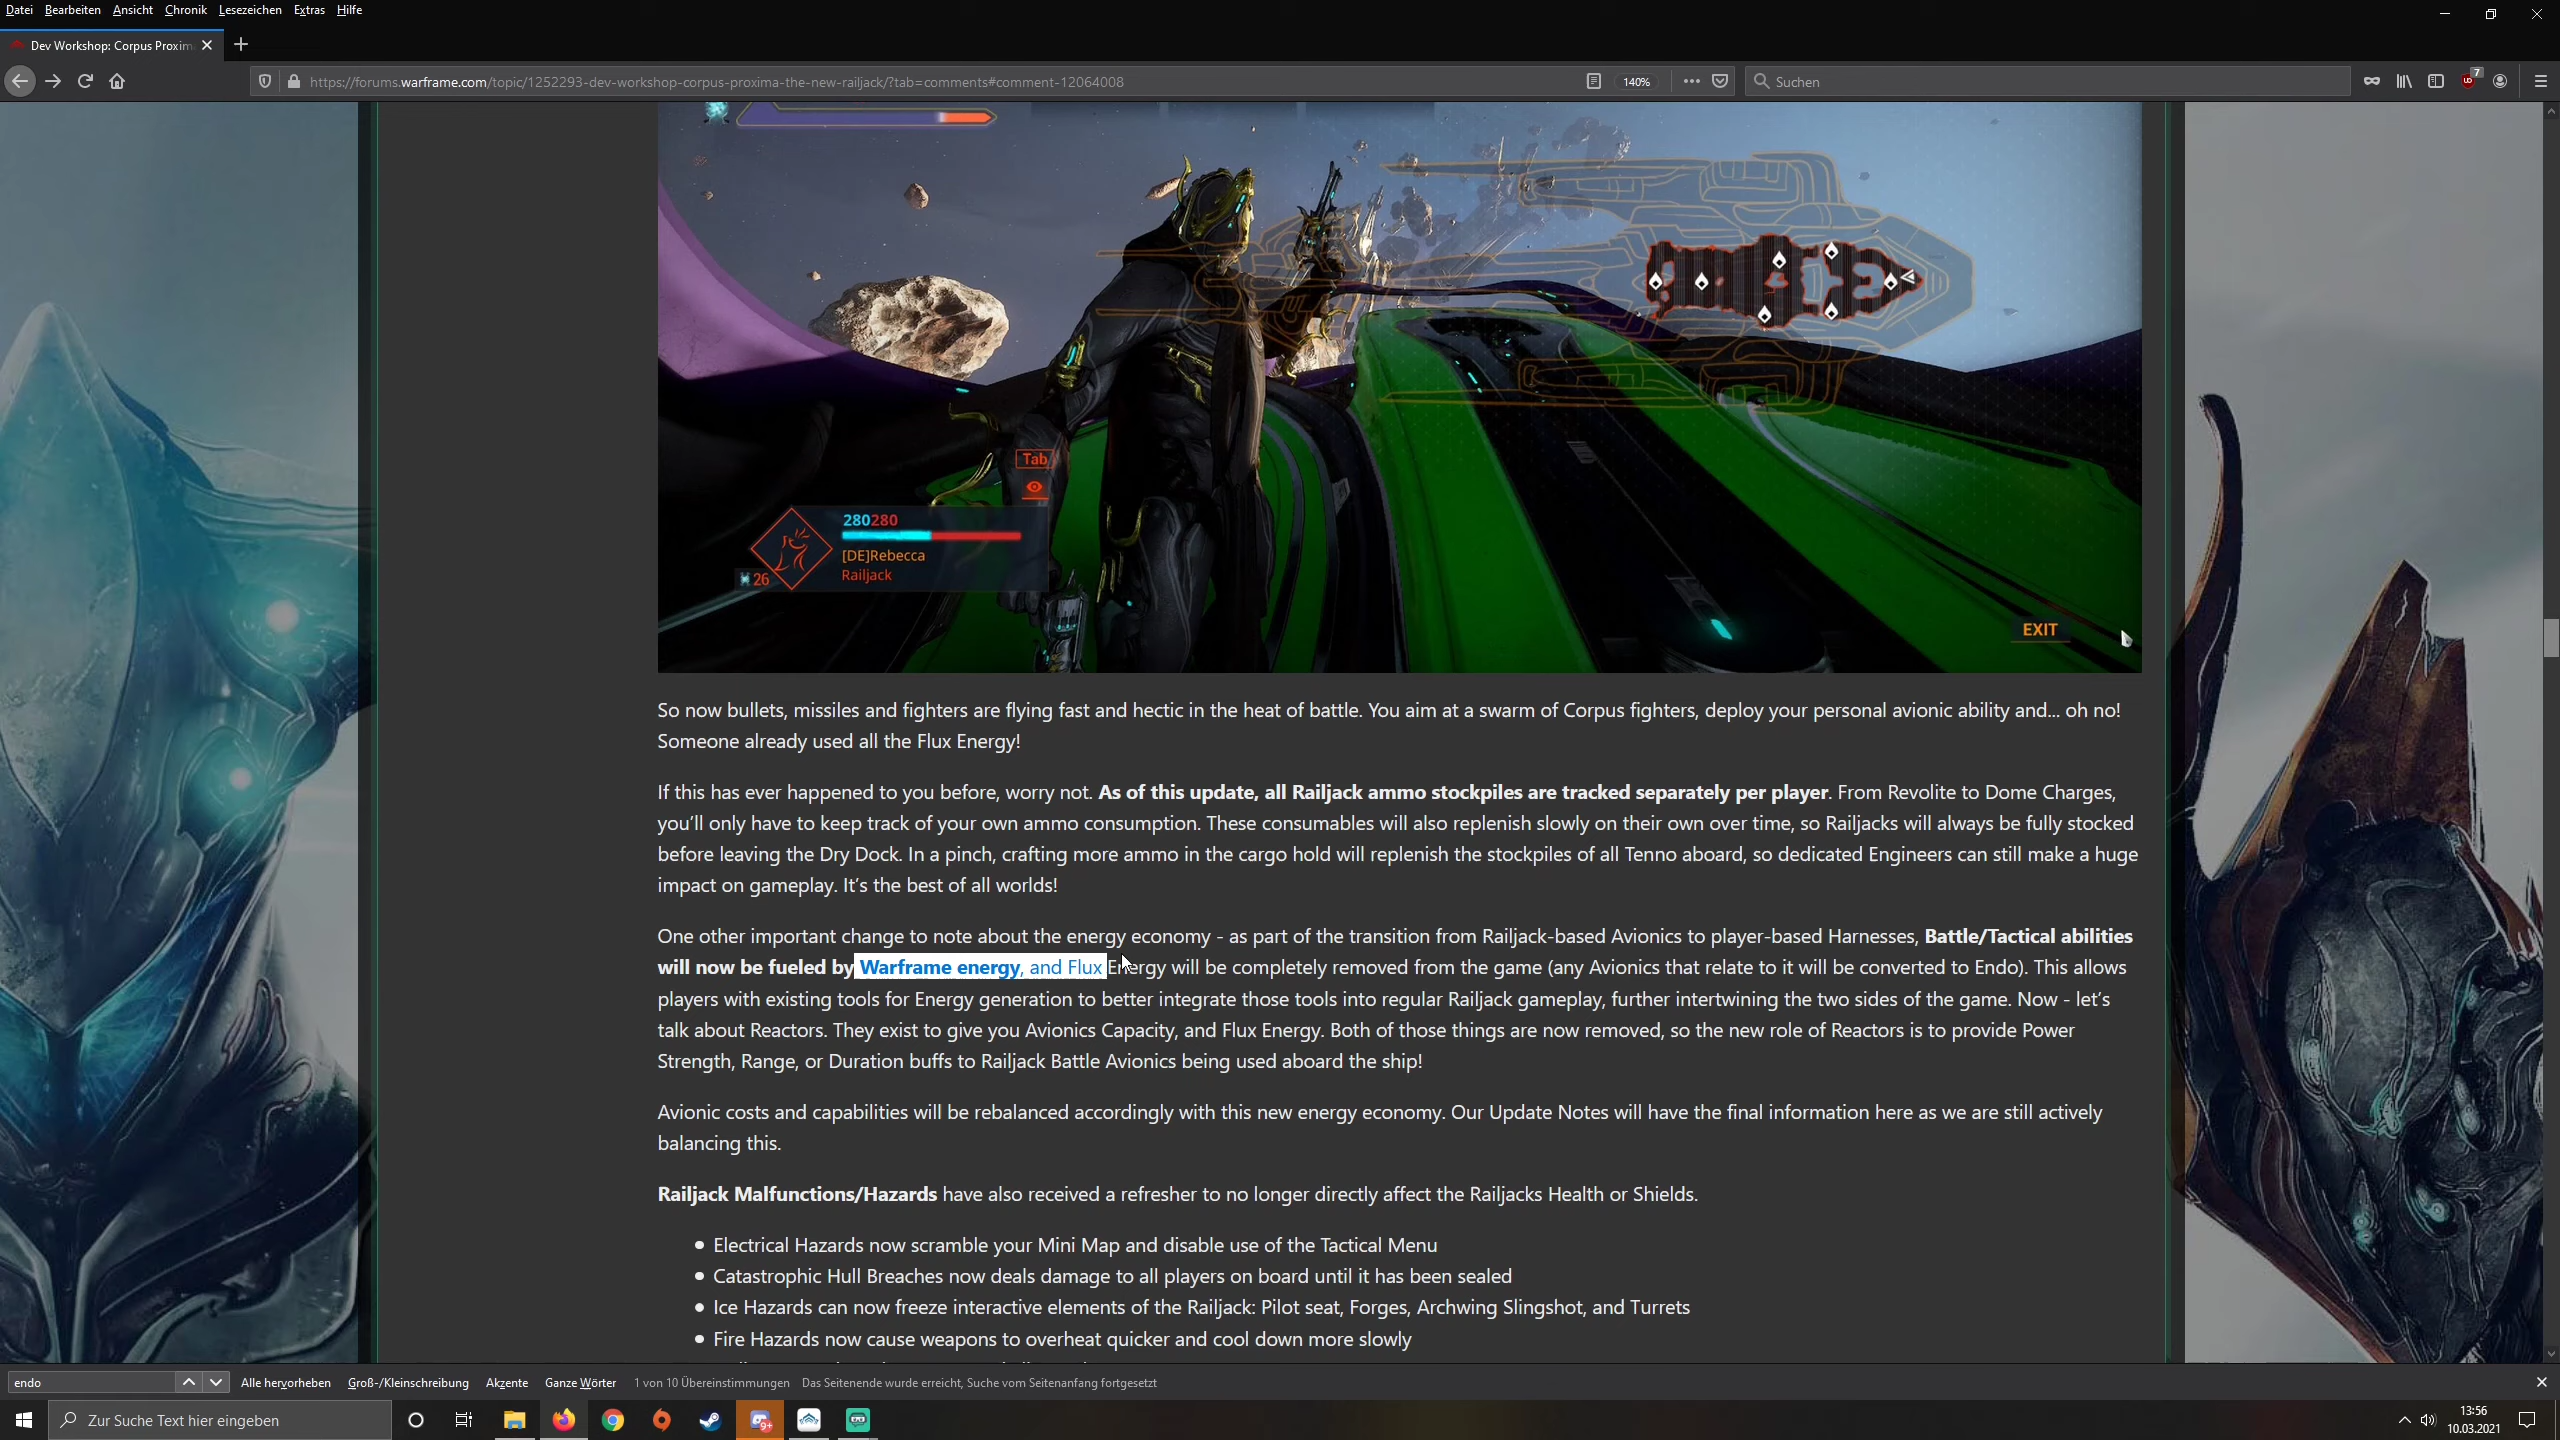 Datei Bearbeiten Ansicht Chronik Lesezeichen Extras Hilfe
Dev Workshop: Corpus Proxim
https://forums.warframe.com/topic/1252293-dev-workshop-corpus-proxima-the-new-railjack/?tab=comments#comment-12064008
140%
Suchen
7
Tab
280280
[DE]Rebecca
Railjack
26
EXIT
So now bullets, missiles and fighters are flying fast and hectic in the heat of battle. You aim at a swarm of Corpus fighters, deploy your personal avionic ability and... oh no!
Someone already used all the Flux Energy!
If this has ever happened to you before, worry not. As of this update, all Railjack ammo stockpiles are tracked separately per player. From Revolite to Dome Charges,
you’ll only have to keep track of your own ammo consumption. These consumables will also replenish slowly on their own over time, so Railjacks will always be fully stocked
before leaving the Dry Dock. In a pinch, crafting more ammo in the cargo hold will replenish the stockpiles of all Tenno aboard, so dedicated Engineers can still make a huge
impact on gameplay. It’s the best of all worlds!
One other important change to note about the energy economy - as part of the transition from Railjack-based Avionics to player-based Harnesses, Battle/Tactical abilities
will now be fueled by Warframe energy, and Flux Energy will be completely removed from the game (any Avionics that relate to it will be converted to Endo). This allows
players with existing tools for Energy generation to better integrate those tools into regular Railjack gameplay, further intertwining the two sides of the game. Now - let’s
talk about Reactors. They exist to give you Avionics Capacity, and Flux Energy. Both of those things are now removed, so the new role of Reactors is to provide Power
Strength, Range, or Duration buffs to Railjack Battle Avionics being used aboard the ship!
Avionic costs and capabilities will be rebalanced accordingly with this new energy economy. Our Update Notes will have the final information here as we are still actively
balancing this.
Railjack Malfunctions/Hazards have also received a refresher to no longer directly affect the Railjacks Health or Shields.
• Electrical Hazards now scramble your Mini Map and disable use of the Tactical Menu
• Catastrophic Hull Breaches now deals damage to all players on board until it has been sealed
• Ice Hazards can now freeze interactive elements of the Railjack: Pilot seat, Forges, Archwing Slingshot, and Turrets
• Fire Hazards now cause weapons to overheat quicker and cool down more slowly
endo Alle hervorheben Groß-/Kleinschreibung Akzente Ganze Wörter 1 von 10 Übereinstimmungen Das Seitenende wurde erreicht, Suche vom Seitenanfang fortgesetzt
Zur Suche Text hier eingeben
9+
13:56
10.03.2021